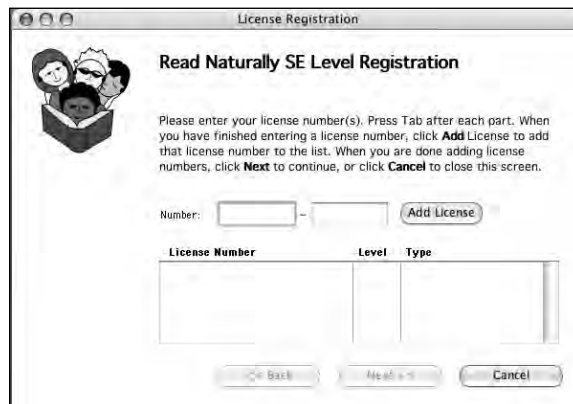 License Registration
Read Naturally SE Level Registration
Please enter your license number(s). Press Tab after each part. When
you have finished entering a license number, click Add License to add
that license number to the list. When you are done adding license
numbers, click Next to continue, or click Cancel to close this screen.
Number: - Add License
License Number Level Type
<< Back Next >> Cancel